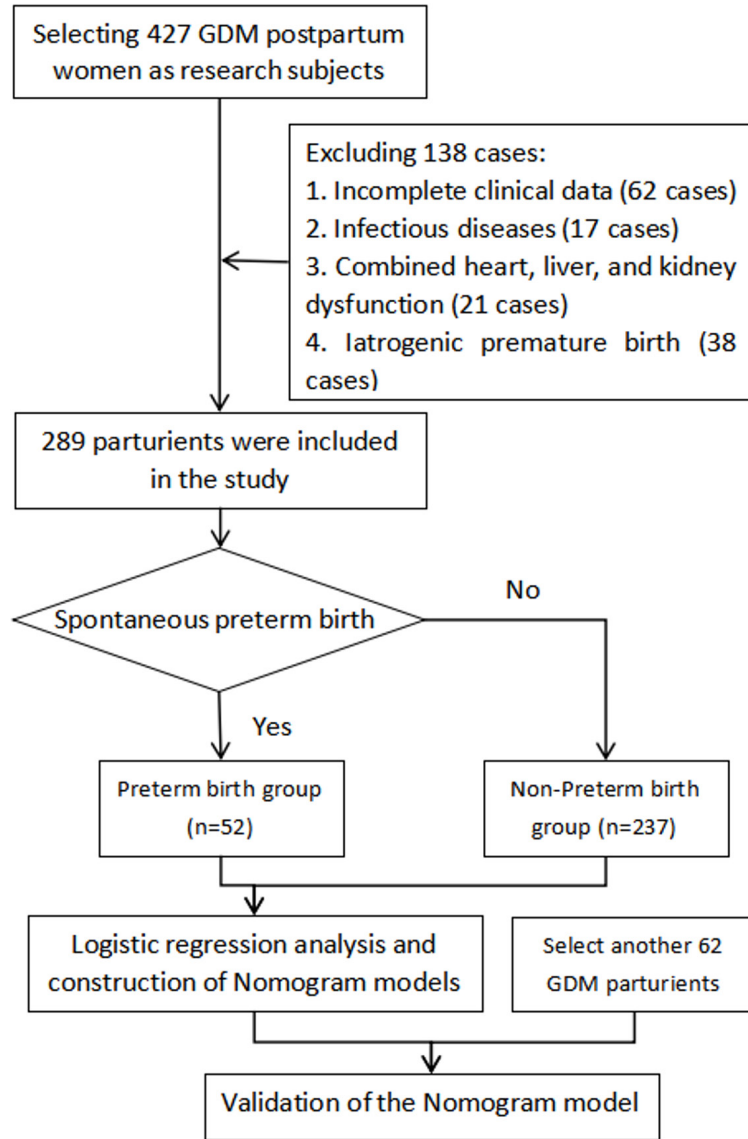 Selecting 427 GDM postpartum
women as research subjects
Excluding 138 cases:
1. Incomplete clinical data (62 cases)
2. Infectious diseases (17 cases)
3. Combined heart, liver, and kidney
dysfunction (21 cases)
4. Iatrogenic premature birth (38
cases)
289 parturients were included
in the study
Spontaneous preterm birth
No
Yes
Preterm birth group
(n=52)
Non-Preterm birth
group (n=237)
Logistic regression analysis and
construction of Nomogram models
Select another 62
GDM parturients
Validation of the Nomogram model